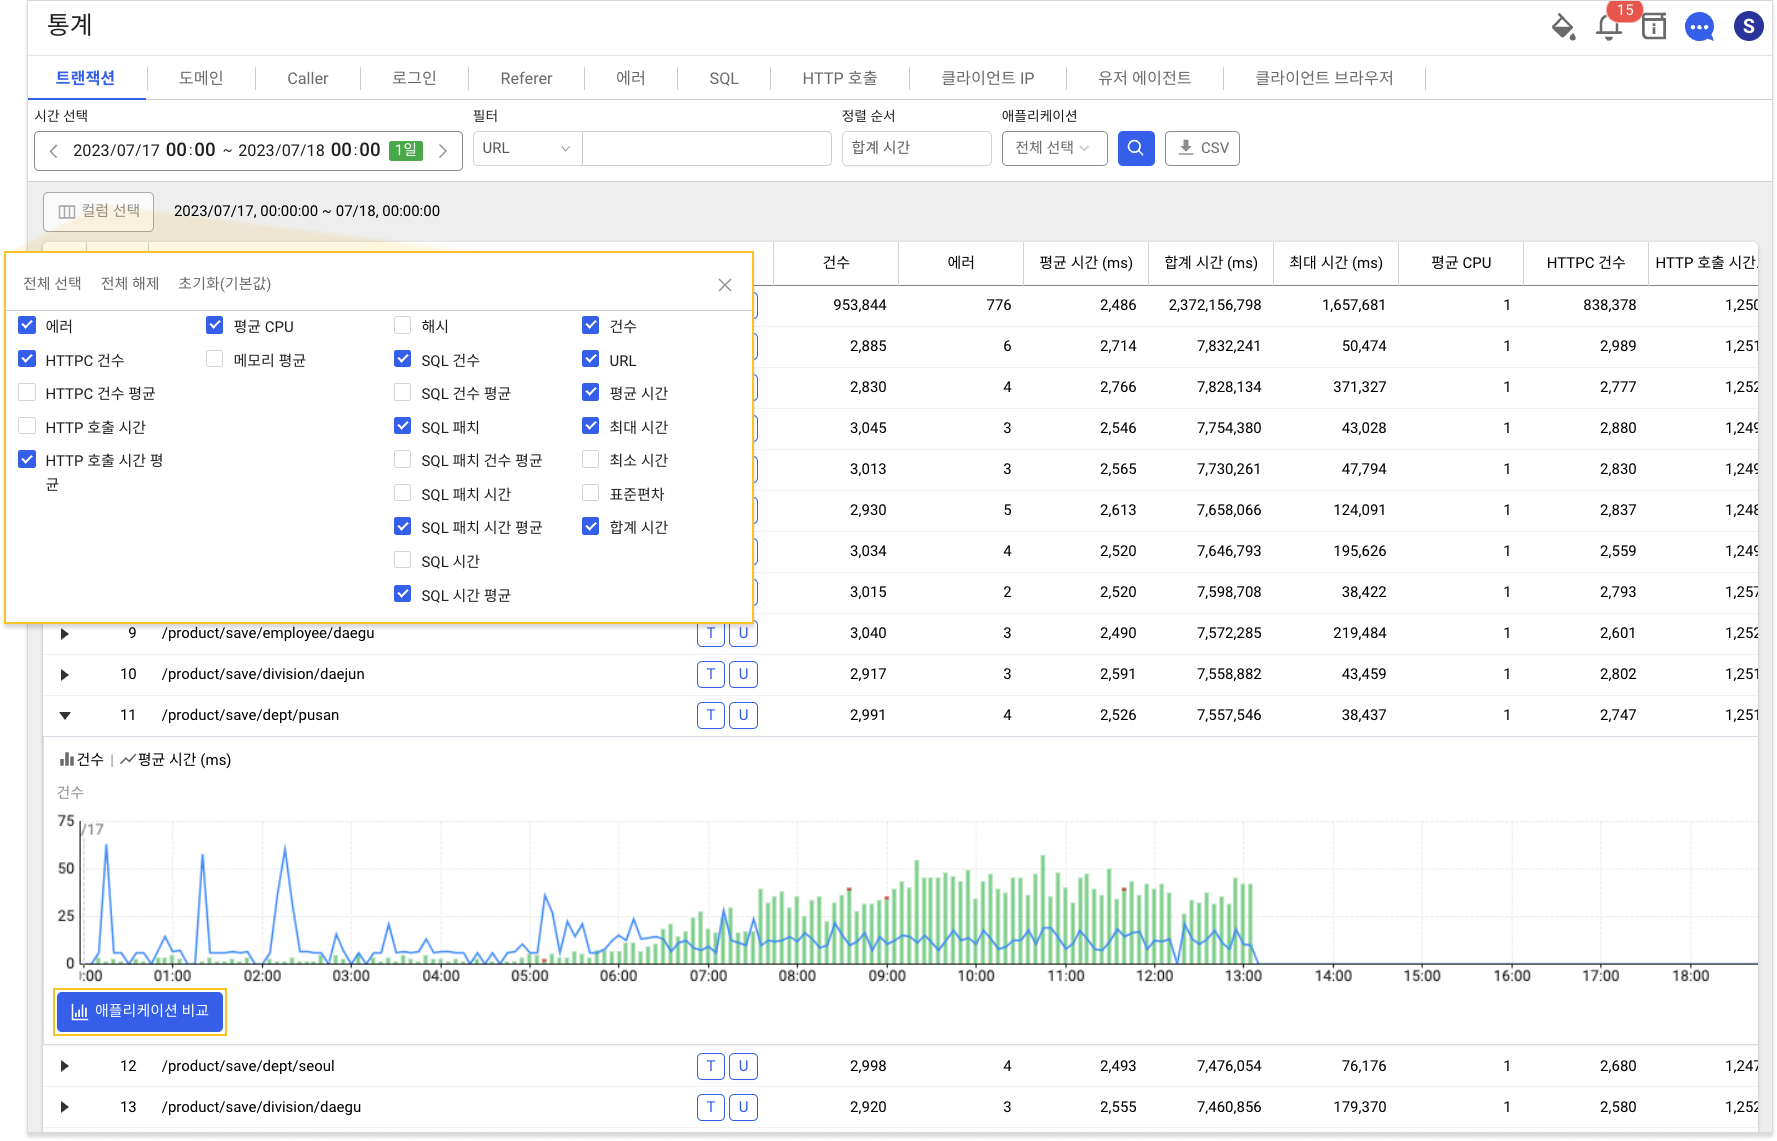 통계
15
S
트랜잭션 도메인 Caller 로그인 Referer 에러 SQL HTTP 호출 클라이언트 IP 유저 에이전트 클라이언트 브라우저
시간 선택 필터 정렬 순서 애플리케이션
2023/07/17 00:00 ~ 2023/07/18 00:00 1일 URL 합계 시간 전체 선택 CSV
컬럼 선택 2023/07/17, 00:00:00 ~ 07/18, 00:00:00
건수 에러 평균 시간 (ms) 합계 시간 (ms) 최대 시간 (ms) 평균 CPU HTTPC 건수 HTTP 호출 시간
전체 선택 전체 해제 초기화(기본값)
에러
HTTPC 건수
HTTPC 건수 평균
HTTP 호출 시간
HTTP 호출 시간 평
균
평균 CPU
메모리 평균
해시
SQL 건수
SQL 건수 평균
SQL 패치
SQL 패치 건수 평균
SQL 패치 시간
SQL 패치 시간 평균
SQL 시간
SQL 시간 평균
건수
URL
평균 시간
최대 시간
최소 시간
표준편차
합계 시간
953,844 776 2,486 2,372,156,798 1,657,681 1 838,378 1,250
2,885 6 2,714 7,832,241 50,474 1 2,989 1,251
2,830 4 2,766 7,828,134 371,327 1 2,777 1,252
3,045 3 2,546 7,754,380 43,028 1 2,880 1,249
3,013 3 2,565 7,730,261 47,794 1 2,830 1,249
2,930 5 2,613 7,658,066 124,091 1 2,837 1,248
3,034 4 2,520 7,646,793 195,626 1 2,559 1,249
3,015 2 2,520 7,598,708 38,422 1 2,793 1,257
9 /product/save/employee/daegu T U 3,040 3 2,490 7,572,285 219,484 1 2,601 1,252
10 /product/save/division/daejun T U 2,917 3 2,591 7,558,882 43,459 1 2,802 1,251
11 /product/save/dept/pusan T U 2,991 4 2,526 7,557,546 38,437 1 2,747 1,251
건수 | 평균 시간 (ms)
건수
75
50
25
0
/17
:00 01:00 02:00 03:00 04:00 05:00 06:00 07:00 08:00 09:00 10:00 11:00 12:00 13:00 14:00 15:00 16:00 17:00 18:00
애플리케이션 비교
12 /product/save/dept/seoul T U 2,998 4 2,493 7,476,054 76,176 1 2,680 1,247
13 /product/save/division/daegu T U 2,920 3 2,555 7,460,856 179,370 1 2,580 1,252